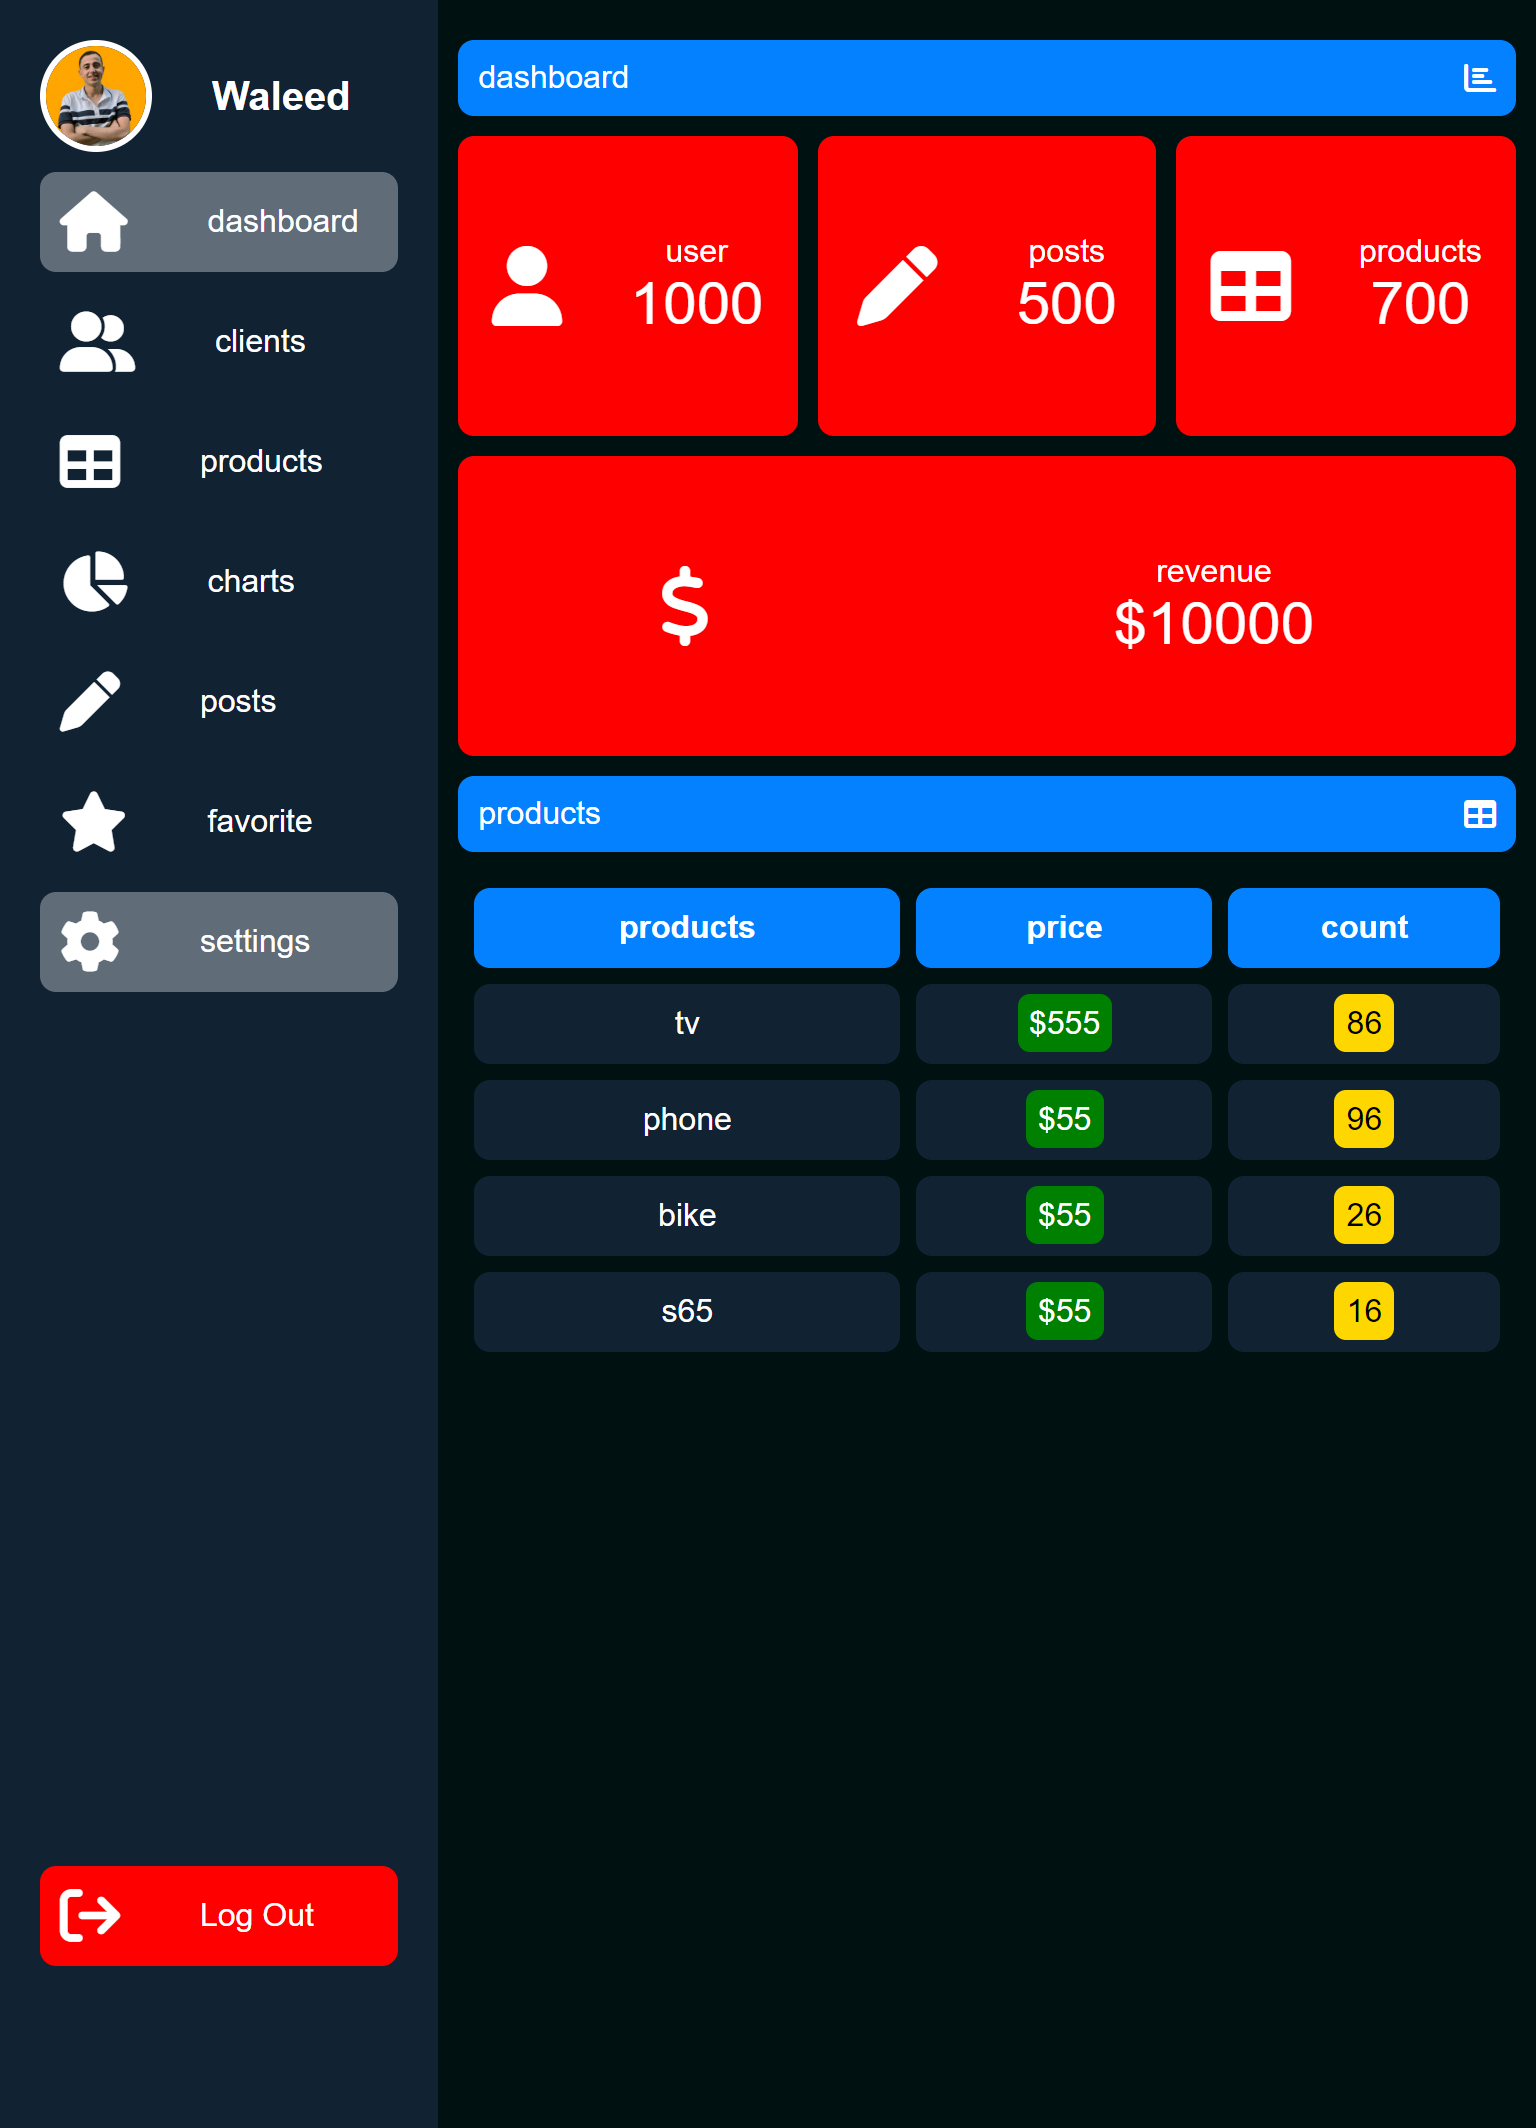 Waleed
dashboard
clients
products
charts
posts
favorite
settings
Log Out
dashboard
user
1000
posts
500
products
700
revenue
$10000
products
products price count
tv $555 86
phone $55 96
bike $55 26
s65 $55 16